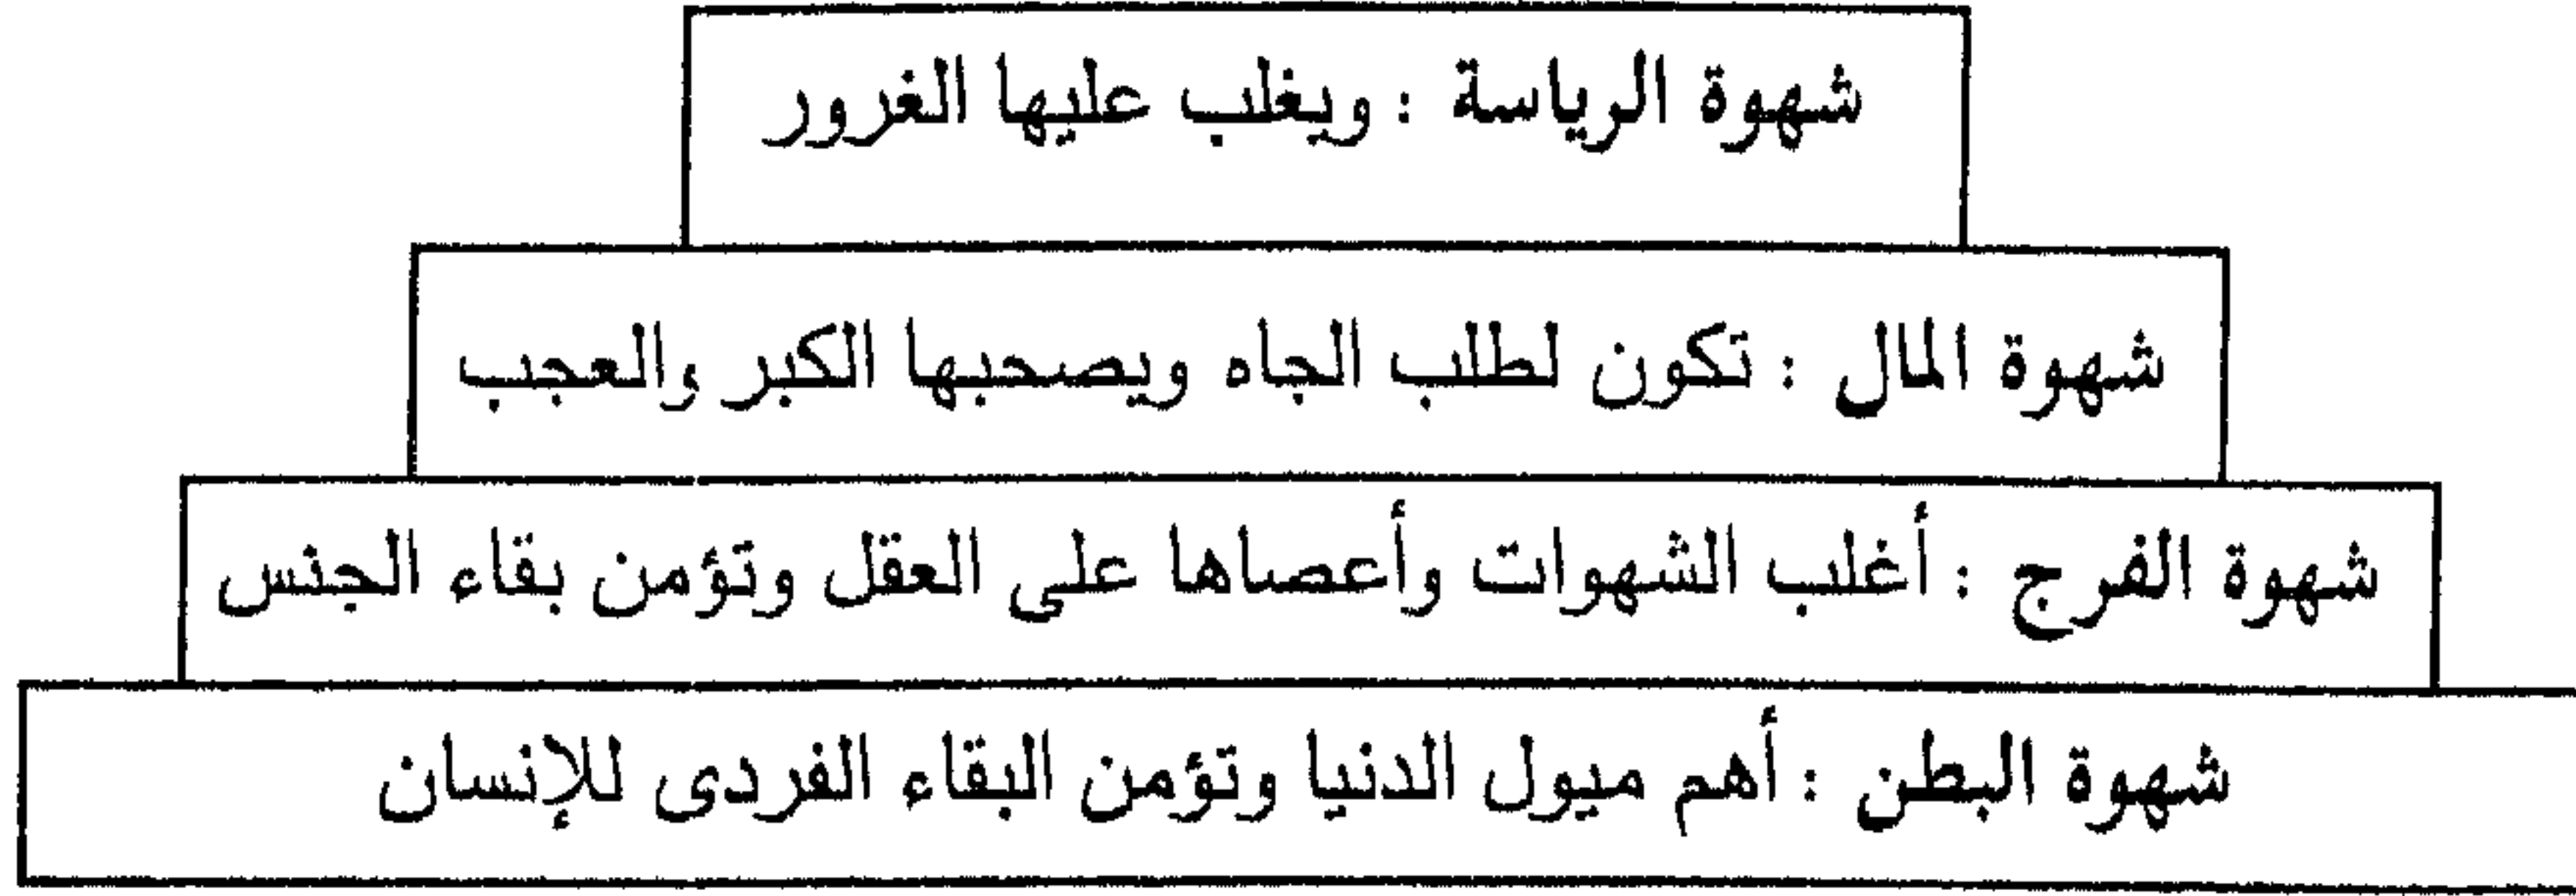 شهوة الرياسة : ويغلب عليها الغرور
شهوة المال : تكون لطلب الجاه ويصحبها الكبر والعجب
شهوة الفرج : أغلب الشهوات وأعصاها على العقل وتؤمن بقاء الجنس
شهوة البطن : أهم ميول الدنيا وتؤمن البقاء الفردى للإنسان